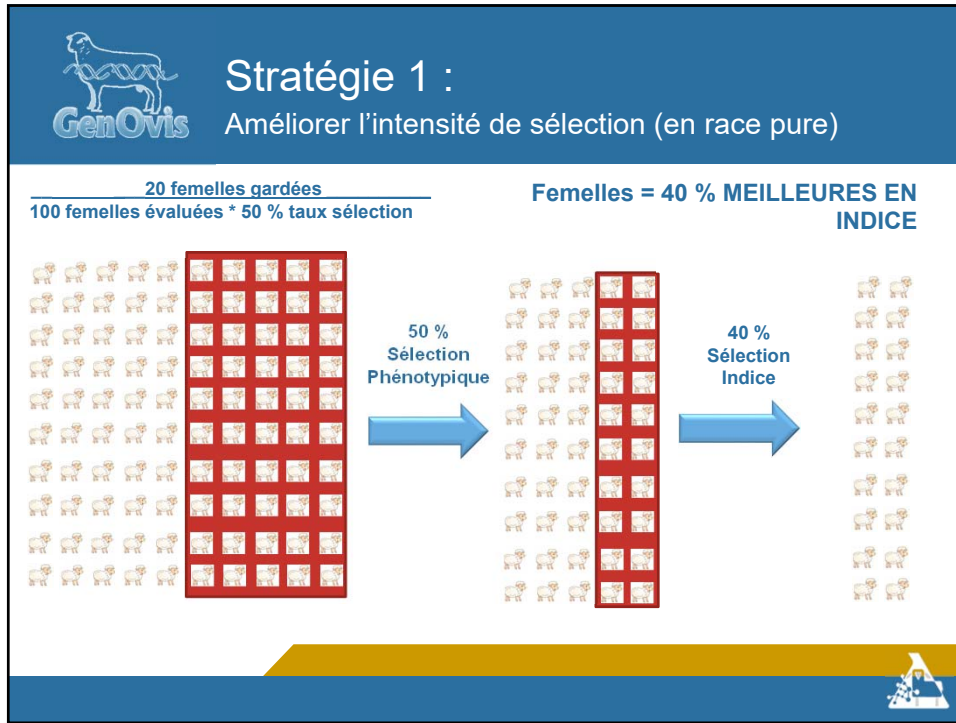 GenOvis
Stratégie 1 :
Améliorer l’intensité de sélection (en race pure)
20 femelles gardées
100 femelles évaluées * 50 % taux sélection
Femelles = 40 % MEILLEURES EN
INDICE
50 %
Sélection
Phénotypique
40 %
Sélection
Indice